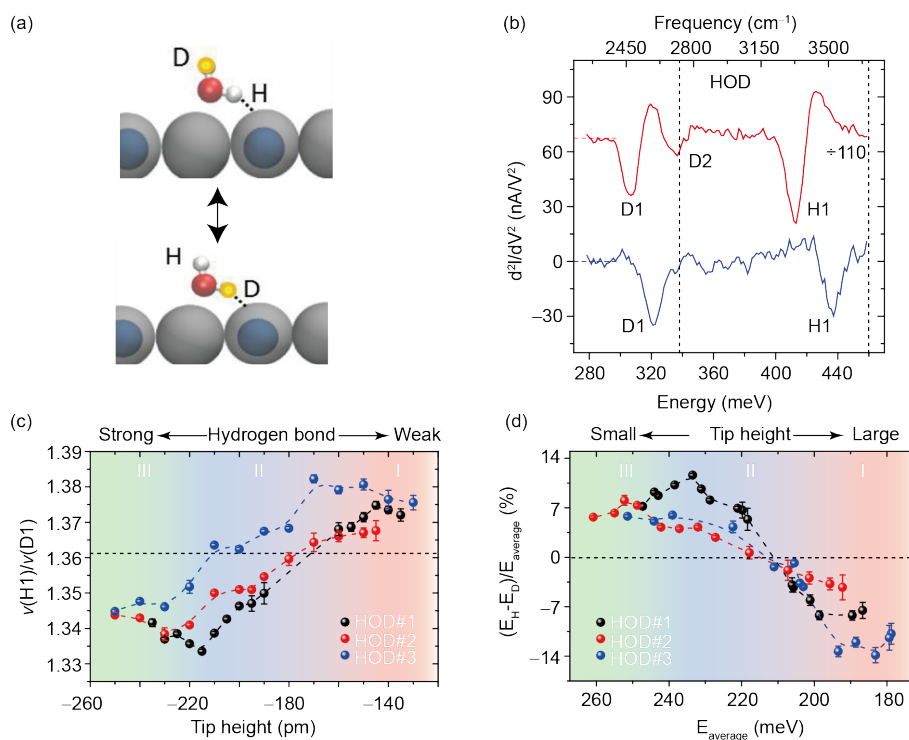 (a)
D
H
H
D
(b)
Frequency (cm⁻¹)
2450 2800 3150 3500
HOD
90
60
30
0
−30
d²I/dV² (nA/V²)
D1
D2
H1
÷110
D1
H1
280 320 360 400 440
Energy (meV)
(c)
Strong Hydrogen bond Weak
1.39
1.38
1.37
1.36
1.35
1.34
1.33
III II I
ν(H1)/ν(D1)
HOD#1
HOD#2
HOD#3
−260 −220 −180 −140
Tip height (pm)
(d)
Small Tip height Large
14
7
0
−7
−14
III II I
(E_H-E_D)/E_average (%)
HOD#1
HOD#2
HOD#3
260 240 220 200 180
E_average (meV)